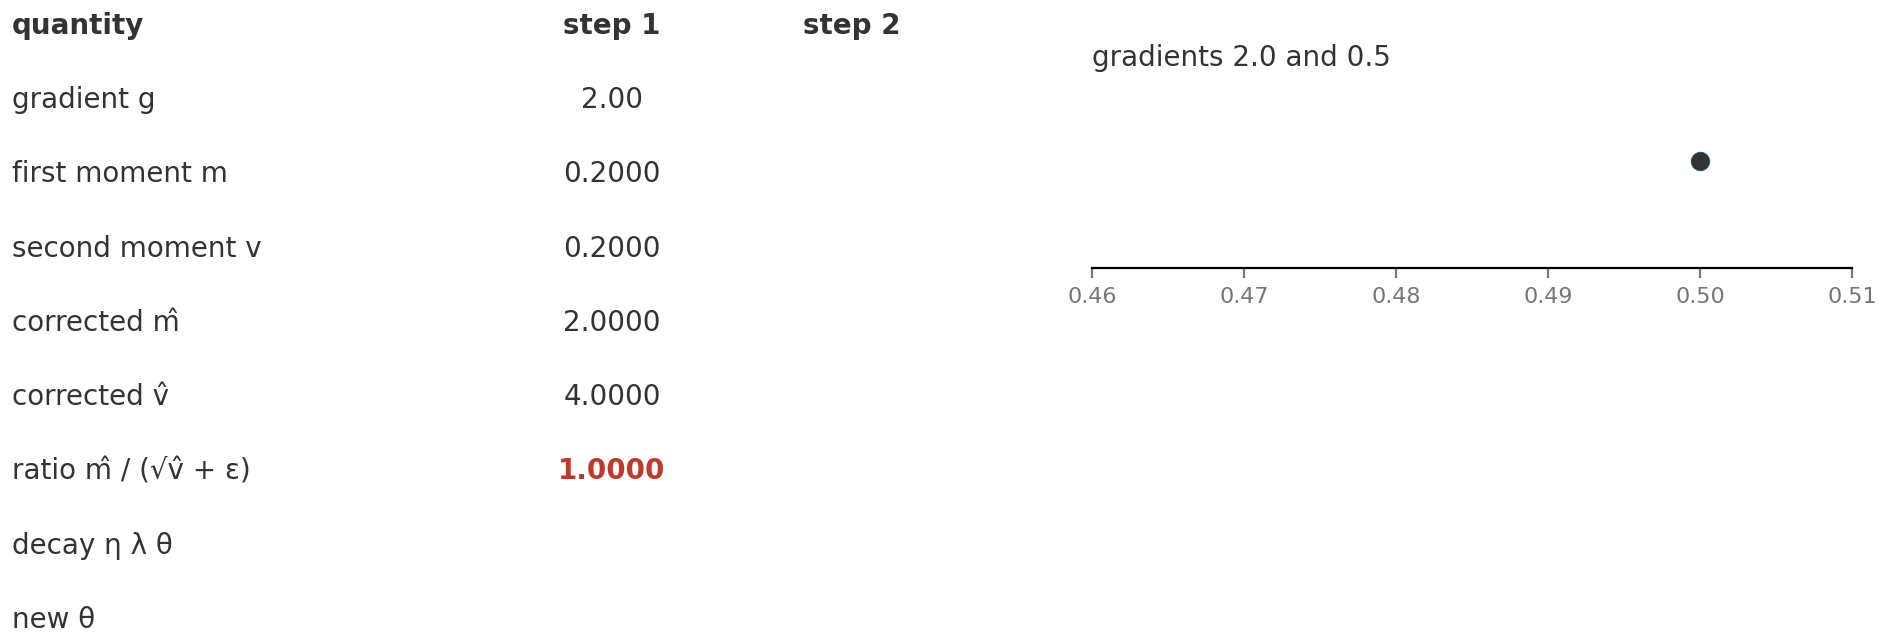 quantity step 1 step 2
gradients 2.0 and 0.5
gradient g 2.00
first moment m 0.2000
second moment v 0.2000
0.46 0.47 0.48 0.49 0.50 0.51
corrected m̂ 2.0000
corrected v̂ 4.0000
ratio m̂ / (√v̂ + ε) 1.0000
decay η λ θ
new θ